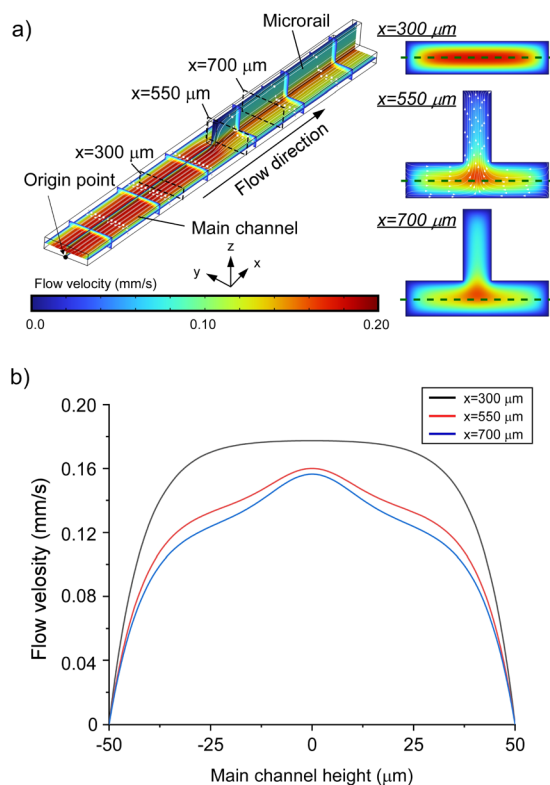 a)
Microrail
x=700 μm
x=550 μm
x=300 μm
Origin point
Flow direction
Main channel
z
y
x
Flow velocity (mm/s)
0.0
0.10
0.20
x=300 μm
x=550 μm
x=700 μm
b)
x=300 μm
x=550 μm
x=700 μm
Flow velosity (mm/s)
0.20
0.16
0.12
0.08
0.04
0
-50
-25
0
25
50
Main channel height (μm)